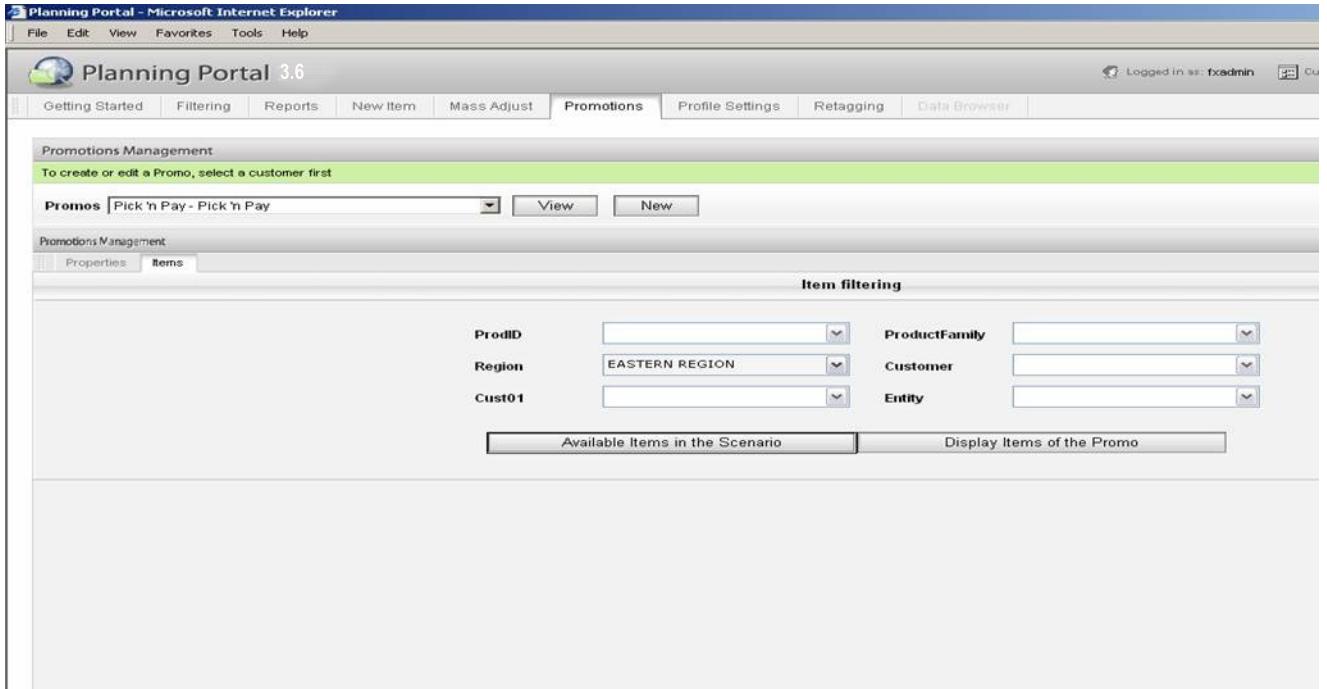 Planning Portal - Microsoft Internet Explorer
File Edit View Favorites Tools Help
Planning Portal 3.6 Logged in as: fxadmin Cu
Getting Started Filtering Reports New Item Mass Adjust Promotions Profile Settings Retagging Data Browser
Promotions Management
To create or edit a Promo, select a customer first
Promos Pick 'n Pay - Pick 'n Pay View New
Promotions Management
Properties Items
Item filtering
ProdID ProductFamily
Region EASTERN REGION Customer
Cust01 Entity
Available Items in the Scenario Display Items of the Promo